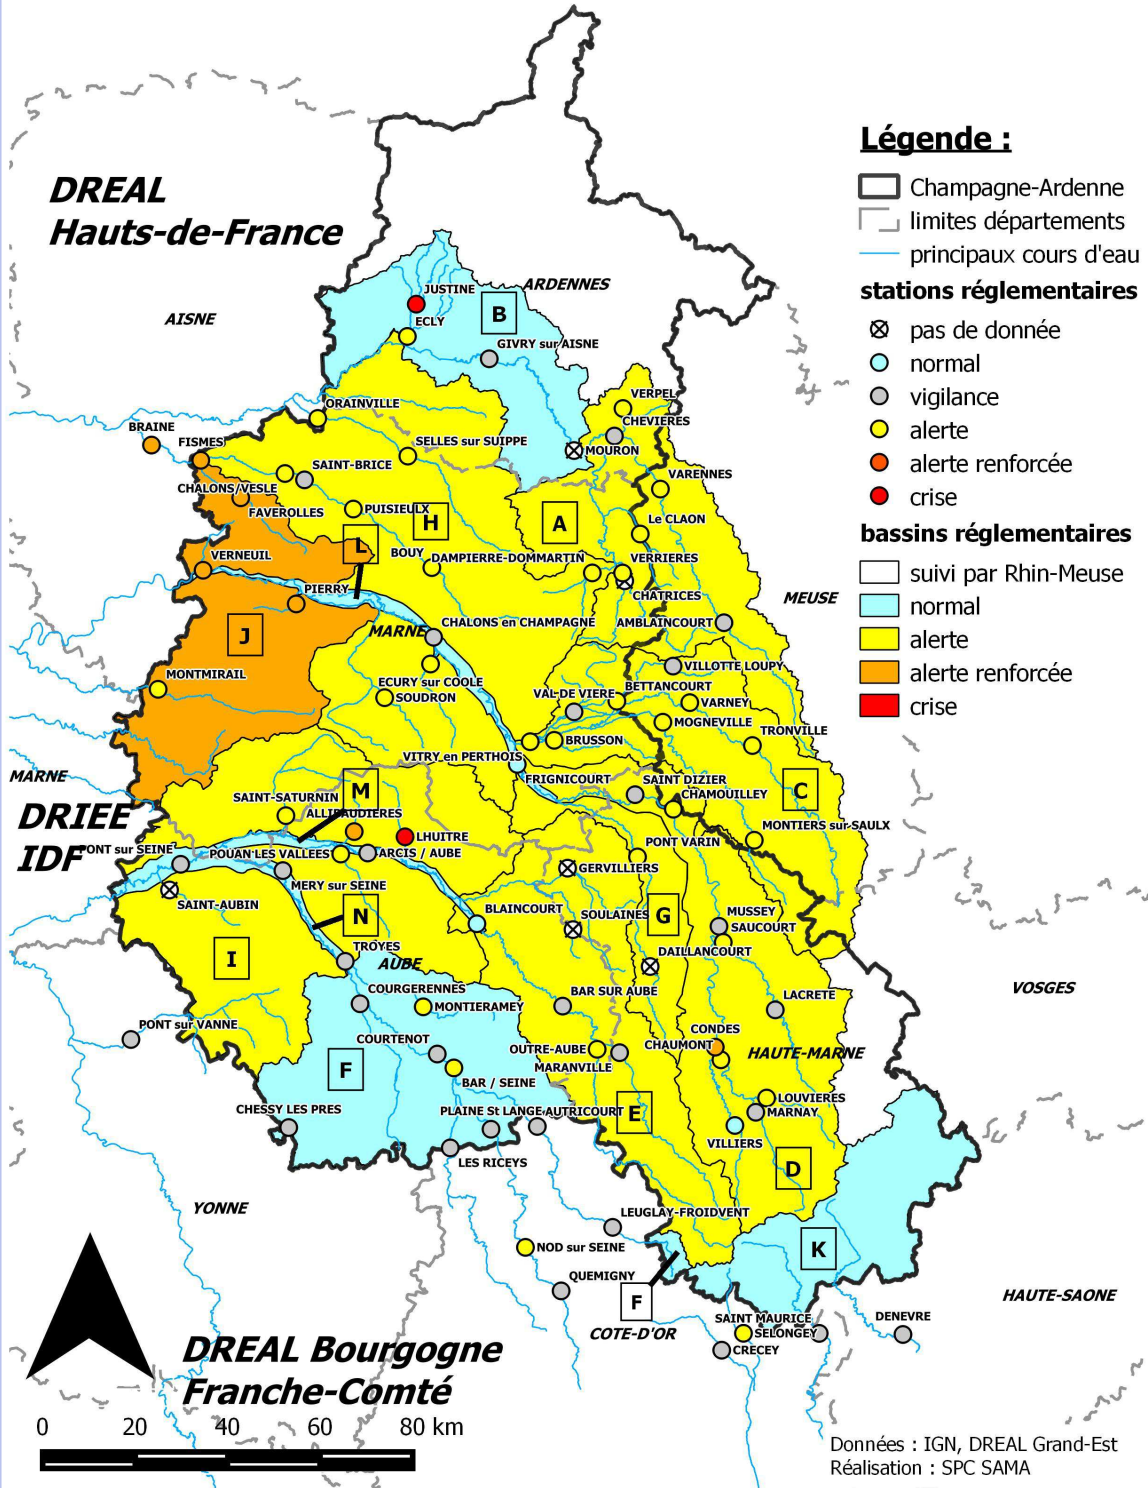 DREAL
Hauts-de-France
Légende :
Champagne-Ardenne
limites départements
principaux cours d'eau
stations réglementaires
pas de donnée
normal
vigilance
alerte
alerte renforcée
crise
bassins réglementaires
suivi par Rhin-Meuse
normal
alerte
alerte renforcée
crise
AISNE
ARDENNES
JUSTINE
B
ECLY
GIVRY sur AISNE
ORAINVILLE
VERPEL
CHEVIERES
BRAINE
FISMES
SELLES sur SUIPPE
MOURON
SAINT-BRICE
VARENNES
CHALONS/VESLE
FAVEROLLES
PUISIEULX
H
A
Le CLAON
L
BOUY
DAMPIERRE-DOMMARTIN
VERNEUIL
VERRIERES
PIERRY
CHATRICES
MEUSE
J
MARNE
CHALONS en CHAMPAGNE
AMBLAINCOURT
MONTMIRAIL
VILLOTTE LOUPY
ECURY sur COOLE
SOUDRON
VAL DE VIERE
BETTANCOURT
VARNEY
MOGNEVILLE
TRONVILLE
BRUSSON
VITRY en PERTHOIS
MARNE
FRIGNICOURT
SAINT DIZIER
CHAMOUILLEY
C
DRIEE
IDF
SAINT-SATURNIN
M
ALLIBAUDIERES
LHUITRE
MONTIERS sur SAULX
PONT sur SEINE
POUAN LES VALLEES
ARCIS / AUBE
PONT VARIN
MERY sur SEINE
GERVILLIERS
SAINT-AUBIN
BLAINCOURT
SOULAINES
G
MUSSEY
SAUCOURT
N
I
TROYES
AUBE
DAILLANCOURT
COURGERENNES
MONTIERAMEY
BAR SUR AUBE
LACRETE
VOSGES
PONT sur VANNE
COURTENOT
CONDES
OUTRE-AUBE
CHAUMONT
HAUTE-MARNE
F
BAR / SEINE
MARANVILLE
LOUVIERES
CHESSY LES PRES
PLAINE St LANGE
AUTRICOURT
E
MARNAY
VILLIERS
LES RICEYS
D
YONNE
LEUGLAY-FROIDVENT
NOD sur SEINE
K
QUEMIGNY
F
HAUTE-SAONE
COTE-D'OR
SAINT MAURICE
SELONGEY
CRECEY
DENEVRE
DREAL Bourgogne
Franche-Comté
0 20 40 60 80 km
Données : IGN, DREAL Grand-Est
Réalisation : SPC SAMA